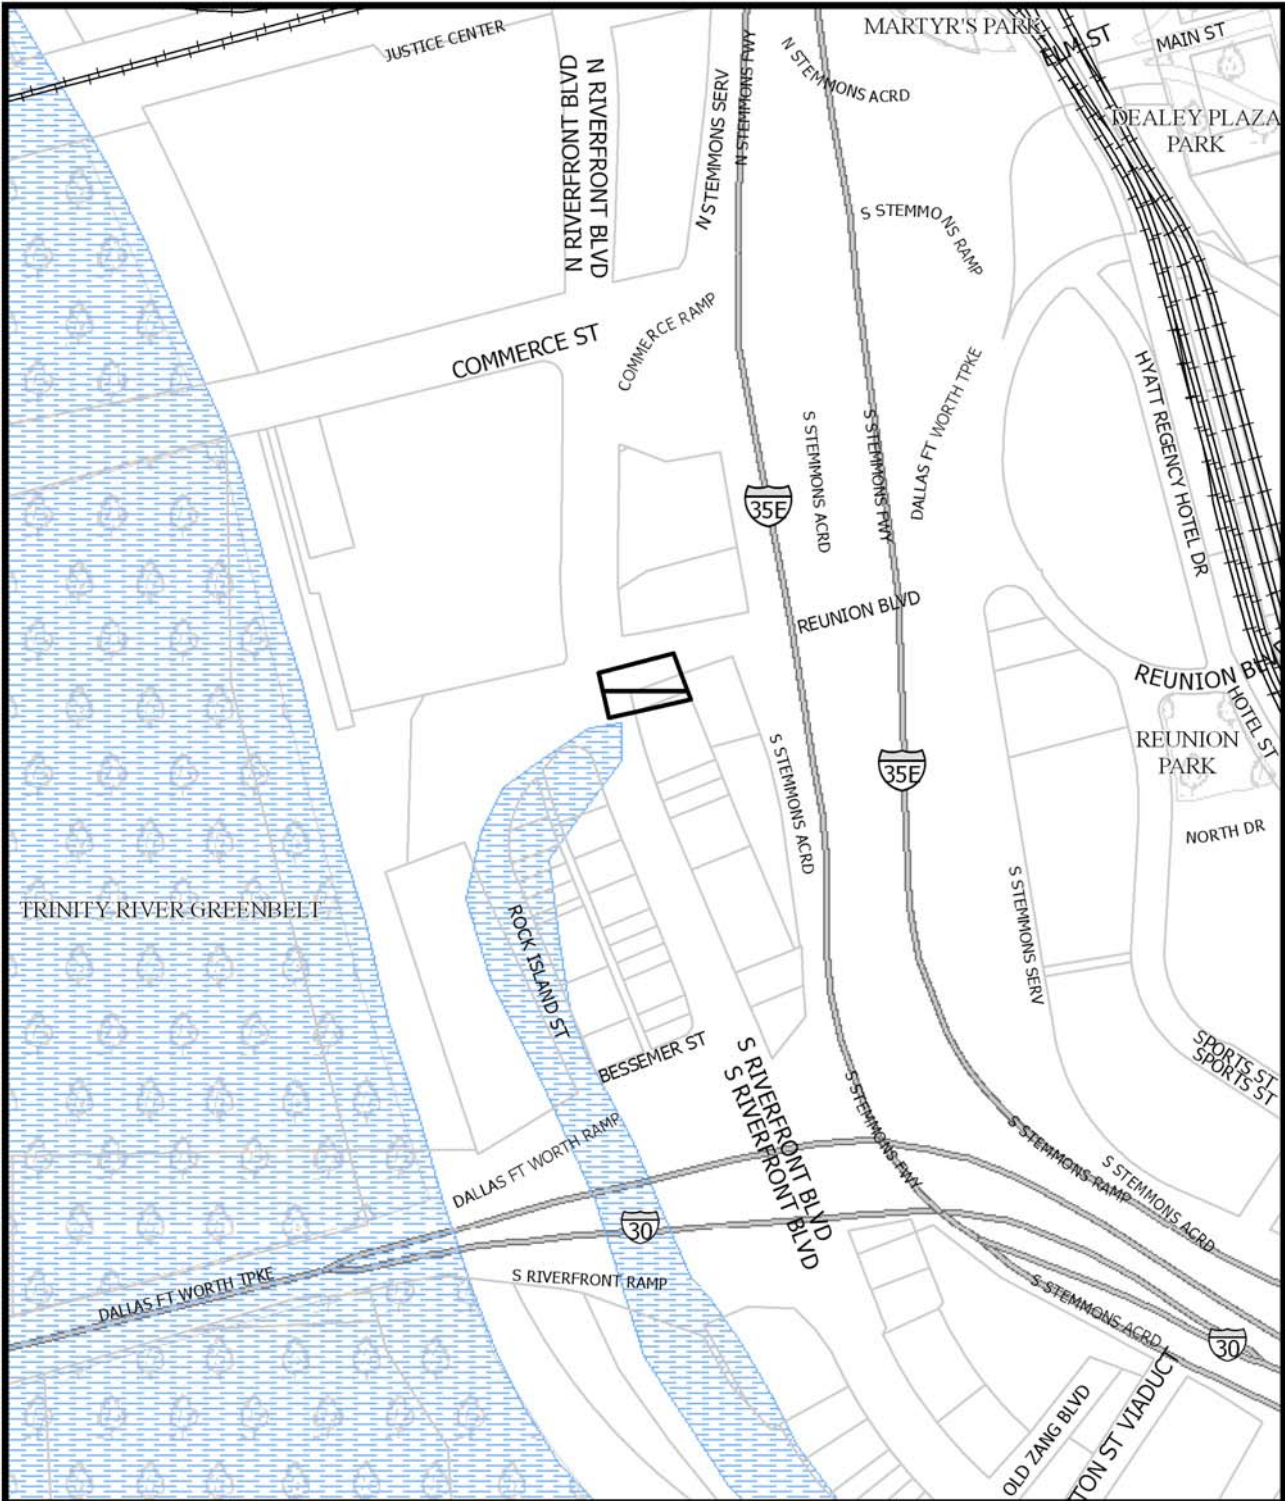 JUSTICE CENTER
N RIVERFRONT BLVD
N RIVERFRONT BLVD
N STEMMONS SERV
N STEMMONS FWY
N STEMMONS ACRD
MARTYR'S PARK
ELM ST
MAIN ST
DEALEY PLAZA
PARK
S STEMMONS RAMP
COMMERCE ST
COMMERCE RAMP
DALLAS FT WORTH TPKE
HYATT REGENCY HOTEL DR
S STEMMONS ACRD
S STEMMONS FWY
35E
REUNION BLVD
REUNION
HOTEL ST
REUNION
PARK
35E
S STEMMONS ACRD
NORTH DR
TRINITY RIVER GREENBELT
ROCK ISLAND ST
S STEMMONS SERV
BESSEMER ST
S RIVERFRONT BLVD
S RIVERFRONT BLVD
SPORTS ST
SPORTS ST
S STEMMONS FWY
DALLAS FT WORTH RAMP
S STEMMONS RAMP
S STEMMONS ACRD
30
DALLAS FT WORTH TPKE
S RIVERFRONT RAMP
S STEMMONS ACRD
30
OLD ZANG BLVD
TON ST VIADUCT